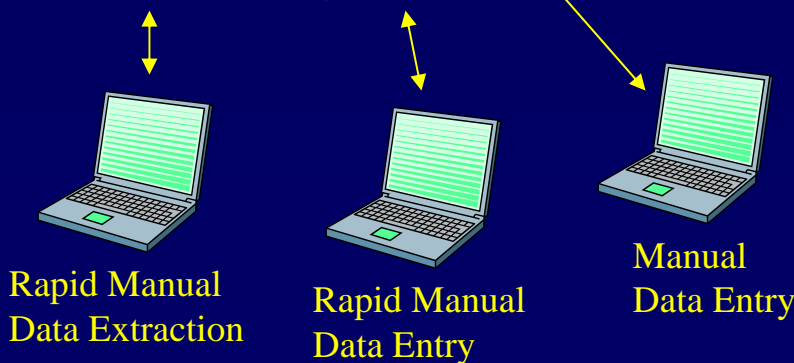 Rapid Manual
Data Extraction
Rapid Manual
Data Entry
Manual
Data Entry